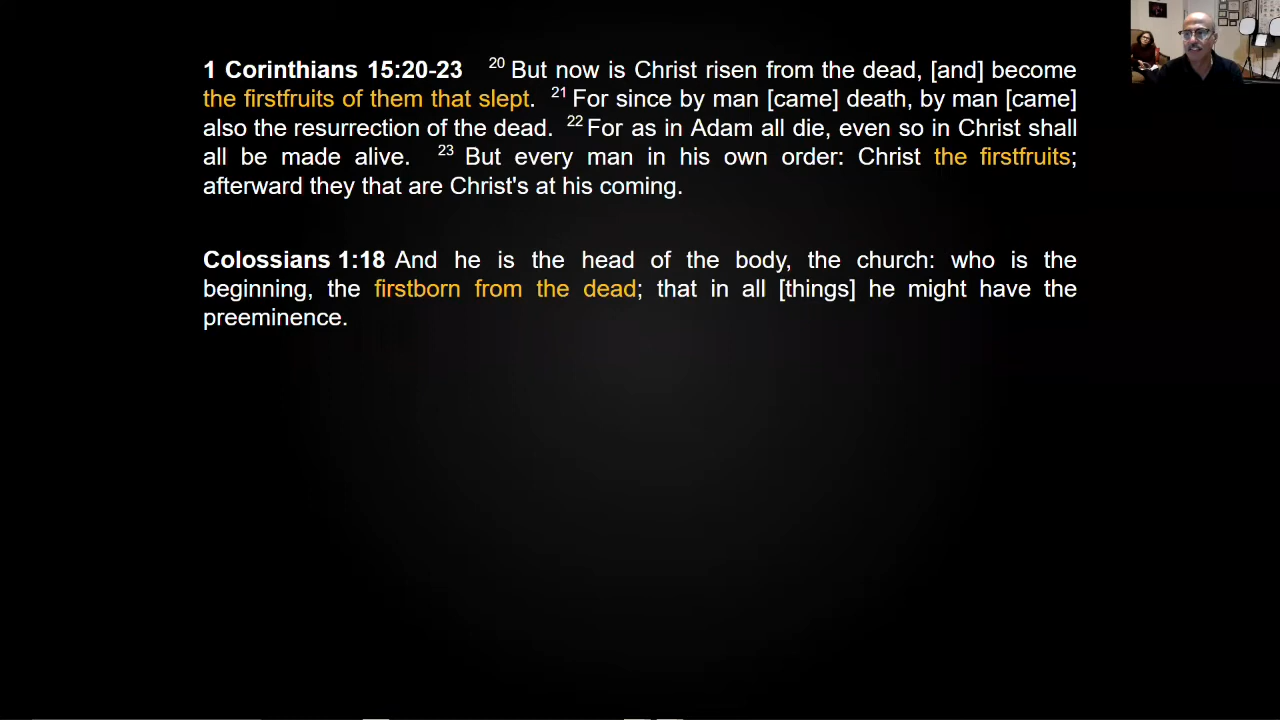 1 Corinthians 15:20-23 20 But now is Christ risen from the dead, [and] become
the firstfruits of them that slept. 21 For since by man [came] death, by man [came]
also the resurrection of the dead. 22 For as in Adam all die, even so in Christ shall
all be made alive. 23 But every man in his own order: Christ the firstfruits;
afterward they that are Christ's at his coming.
Colossians 1:18 And he is the head of the body, the church: who is the
beginning, the firstborn from the dead; that in all [things] he might have the
preeminence.